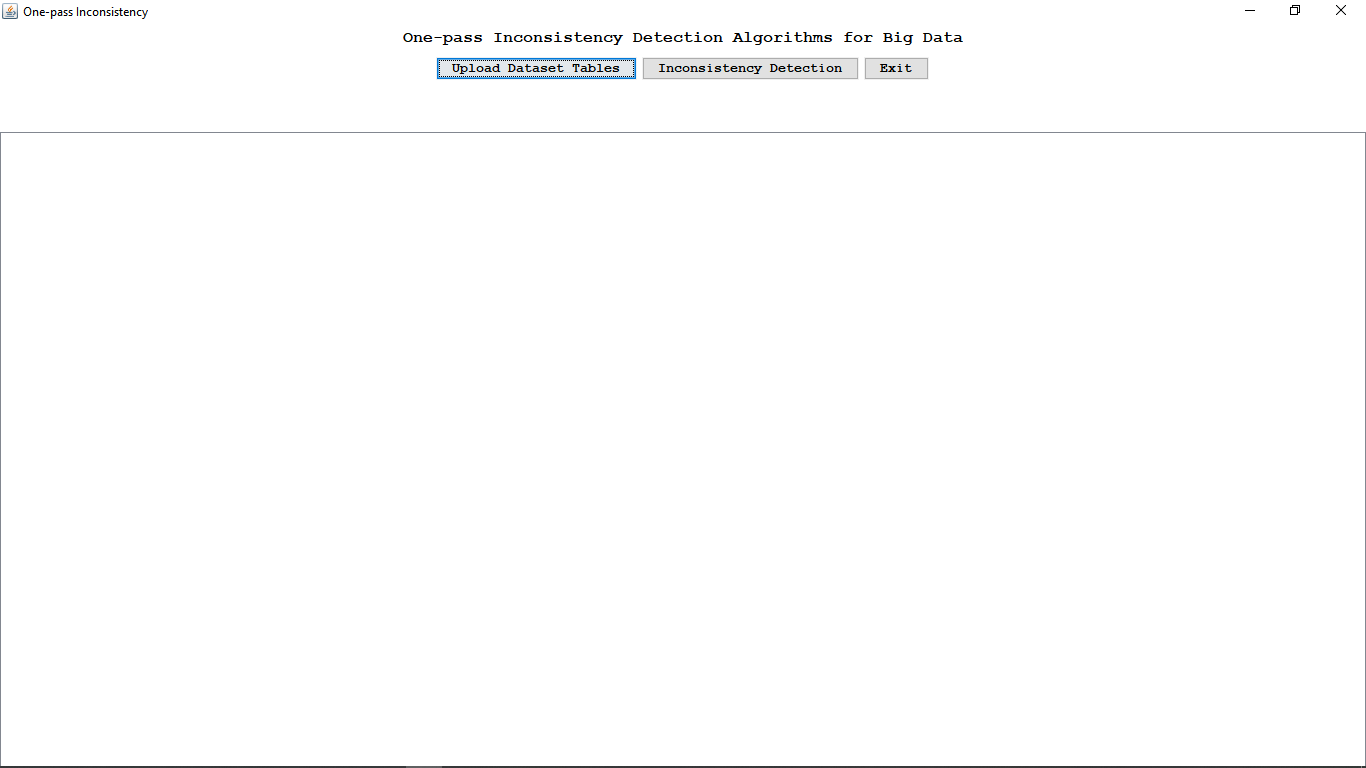 One-pass Inconsistency
One-pass Inconsistency Detection Algorithms for Big Data
Upload Dataset Tables Inconsistency Detection Exit